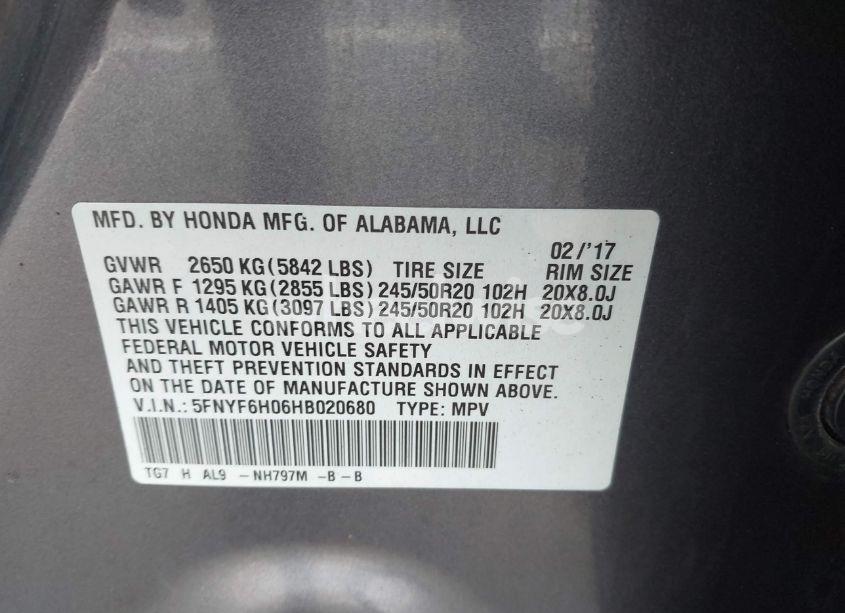 MFD. BY HONDA MFG. OF ALABAMA, LLC
02/'17
GVWR 2650 KG(5842 LBS) TIRE SIZE RIM SIZE
GAWR F 1295 KG(2855 LBS)245/50R20 102H 20X8.0J
GAWR R 1405 KG(3097 LBS)245/50R20 102H 20X8.0J
THIS VEHICLE CONFORMS TO ALL APPLICABLE
FEDERAL MOTOR VEHICLE SAFETY
AND THEFT PREVENTION STANDARDS IN EFFECT
ON THE DATE OF MANUFACTURE SHOWN ABOVE.
V.I.N.: 5FNYF6H06HB020680 TYPE: MPV
TG7 H AL9 -NH797M -B-B